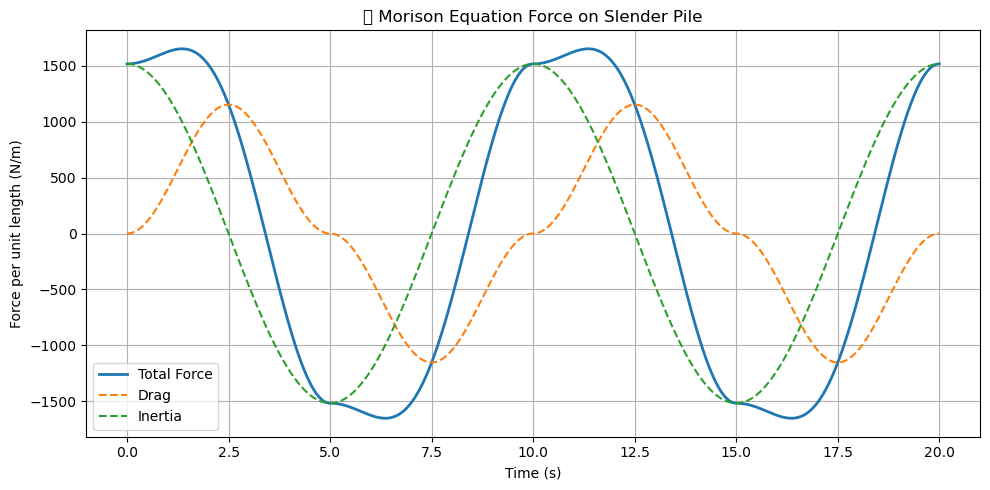 Morison Equation Force on Slender Pile
Force per unit length (N/m)
1500
1000
500
0
−500
−1000
−1500
Total Force
Drag
Inertia
0.0 2.5 5.0 7.5 10.0 12.5 15.0 17.5 20.0
Time (s)